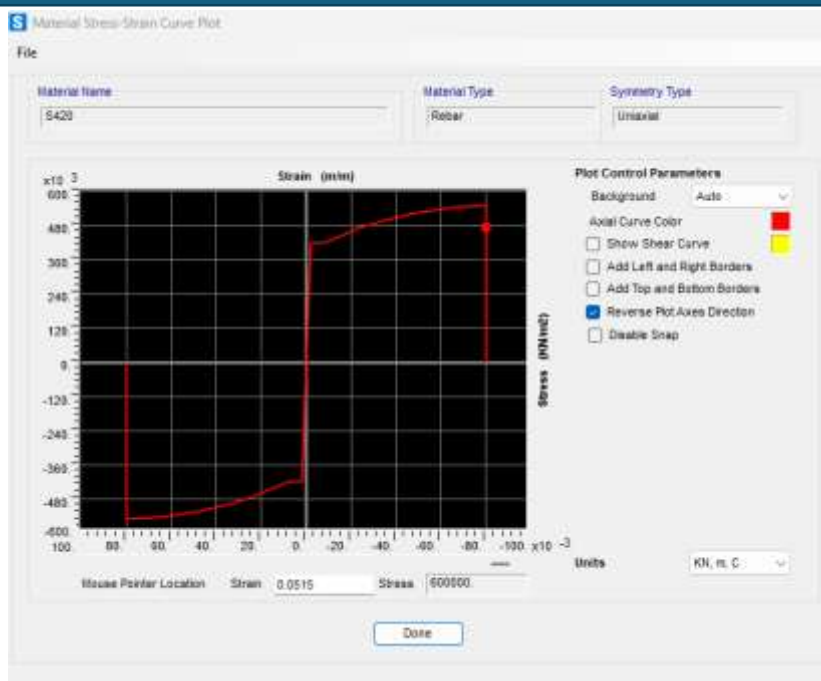 S Material Stress-Strain Curve Plot
File
Material Name
S420
Material Type
Rebar
Symmetry Type
Uniaxial
x10 3
Strain (m/m)
600.
480.
360.
240.
120.
0.
-120.
-240.
-360.
-480.
-600.
100. 80. 60. 40. 20. 0. -20. -40. -60. -80. -100. x10 -3
Stress (KN/m2)
Mouse Pointer Location Strain 0.0515 Stress 600000.
Plot Control Parameters
Background Auto
Axial Curve Color
Show Shear Curve
Add Left and Right Borders
Add Top and Bottom Borders
Reverse Plot Axes Direction
Disable Snap
Units KN, m, C
Done